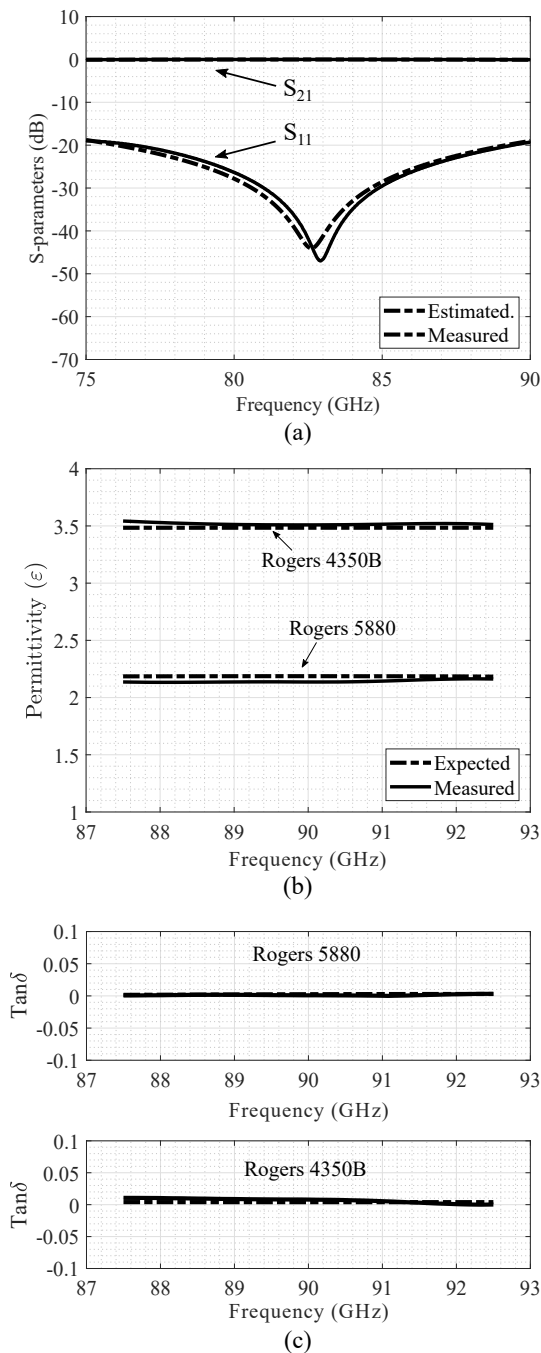 10
0
-10
-20
-30
-40
-50
-60
-70
S-parameters (dB)
S21
S11
Estimated.
Measured
75 80 85 90
Frequency (GHz)
(a)
4
3.5
3
2.5
2
1.5
1
Permittivity (ε)
Rogers 4350B
Rogers 5880
Expected
Measured
87 88 89 90 91 92 93
Frequency (GHz)
(b)
0.1
0.05
0
-0.05
-0.1
Tanδ
Rogers 5880
87 88 89 90 91 92 93
Frequency (GHz)
0.1
0.05
0
-0.05
-0.1
Tanδ
Rogers 4350B
87 88 89 90 91 92 93
Frequency (GHz)
(c)